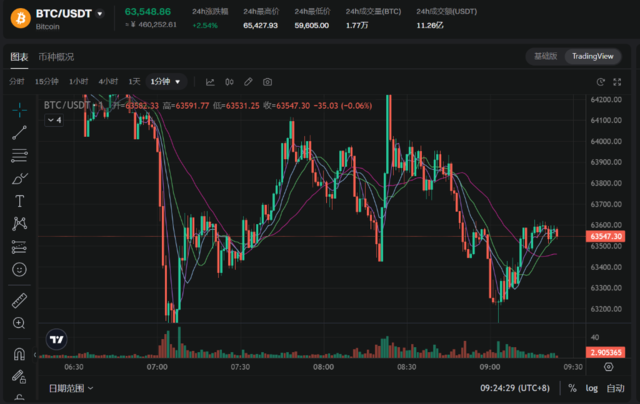 BTC/USDT 63,548.86 24h涨跌幅 24h最高价 24h最低价 24h成交量(BTC) 24h成交额(USDT)
Bitcoin ≈ ¥ 460,252.61 +2.54% 65,427.93 59,605.00 1.77万 11.26亿
图表 币种概况 基础版 TradingView
分时 15分钟 1小时 4小时 1天 1分钟
BTC/USDT · 1 开=63582.33 高=63591.77 低=63531.25 收=63547.30 −35.03 (−0.06%)
4
64200.00
64000.00
63900.00
63800.00
63700.00
63600.00
63547.30
63400.00
63300.00
63200.00
40
2.905365
06:30 07:00 07:30 08:00 08:30 09:00 09:30
日期范围 09:24:29 (UTC+8) % log 自动